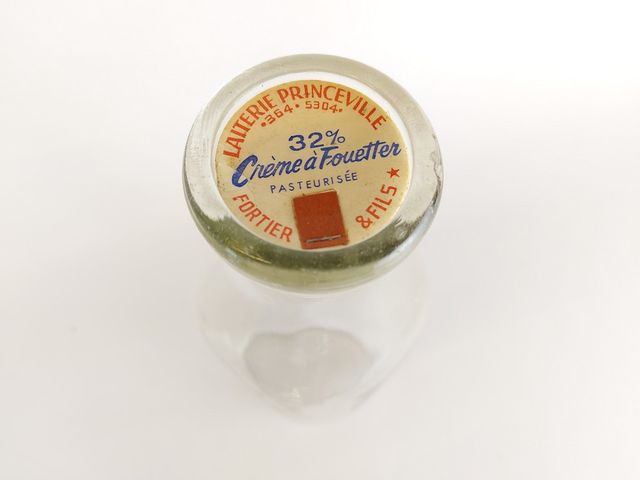 LAITERIE PRINCEVILLE
•364• 5304•
32%
Crème à Fouetter
PASTEURISÉE
FORTIER & FILS ★